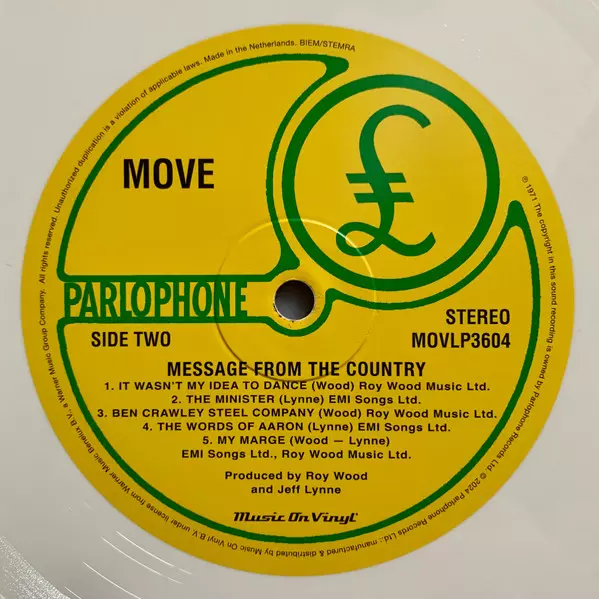 MOVE
£
PARLOPHONE
SIDE TWO
STEREO
MOVLP3604
MESSAGE FROM THE COUNTRY
1. IT WASN'T MY IDEA TO DANCE (Wood) Roy Wood Music Ltd.
2. THE MINISTER (Lynne) EMI Songs Ltd.
3. BEN CRAWLEY STEEL COMPANY (Wood) Roy Wood Music Ltd.
4. THE WORDS OF AARON (Lynne) EMI Songs Ltd.
5. MY MARGE (Wood — Lynne)
EMI Songs Ltd., Roy Wood Music Ltd.
Produced by Roy Wood
and Jeff Lynne
Music On Vinyl
℗ 1971 The copyright in this sound recording is owned by Parlophone Records Ltd. © 2024 Parlophone Records Ltd.: manufactured & distributed by Music On Vinyl B.V. under license from Warner Music Benelux B.V., a Warner Music Group Company. All rights reserved. Unauthorized duplication is a violation of applicable laws. Made in the Netherlands. BIEM/STEMRA